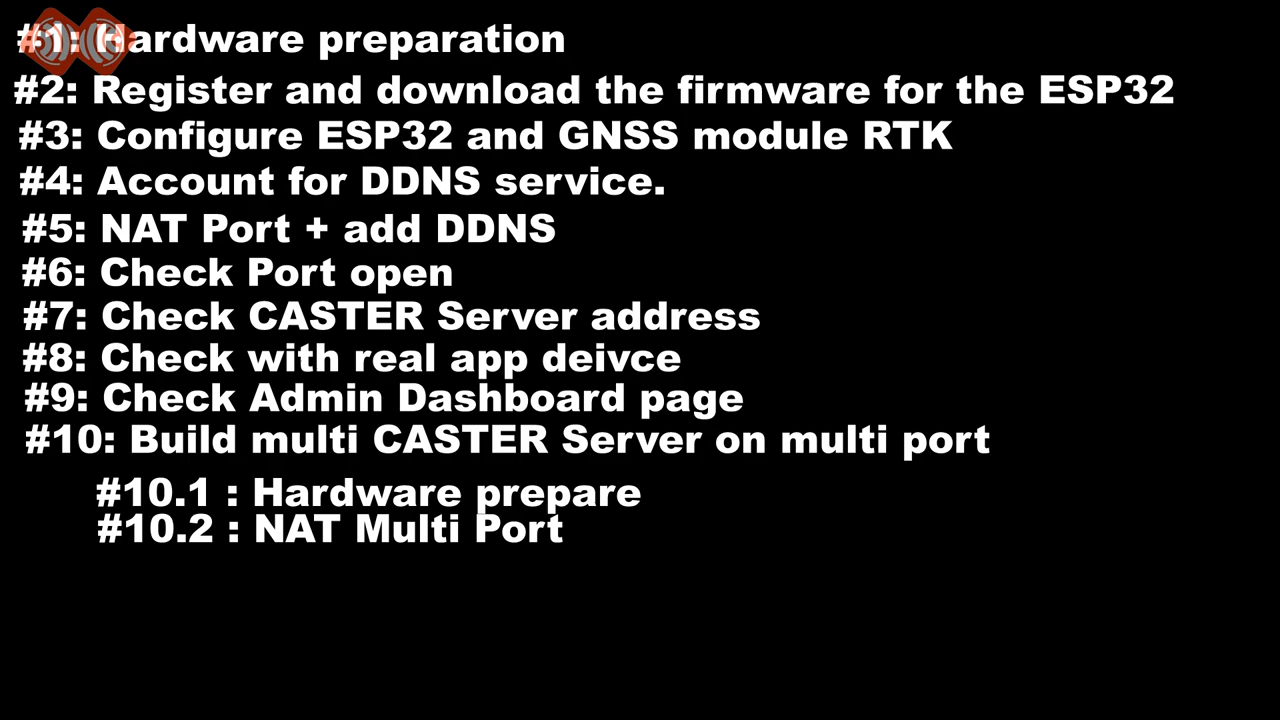 #1: Hardware preparation
#2: Register and download the firmware for the ESP32
#3: Configure ESP32 and GNSS module RTK
#4: Account for DDNS service.
#5: NAT Port + add DDNS
#6: Check Port open
#7: Check CASTER Server address
#8: Check with real app deivce
#9: Check Admin Dashboard page
#10: Build multi CASTER Server on multi port
#10.1 : Hardware prepare
#10.2 : NAT Multi Port